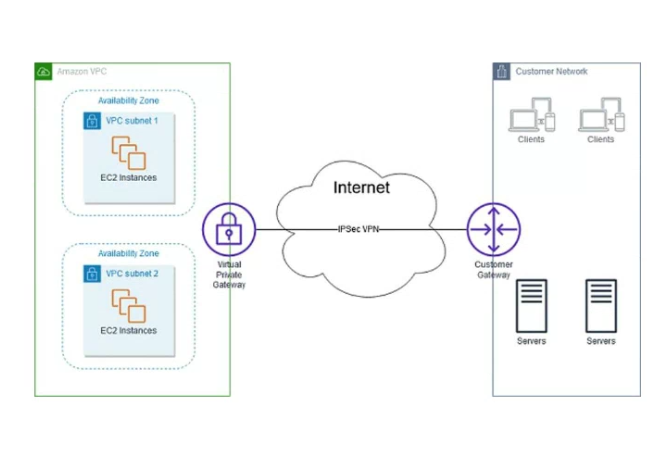 Amazon VPC
Availability Zone
VPC subnet 1
EC2 Instances
Availability Zone
VPC subnet 2
EC2 Instances
Virtual
Private
Gateway
Internet
IPSec VPN
Customer Network
Clients
Clients
Customer
Gateway
Servers
Servers